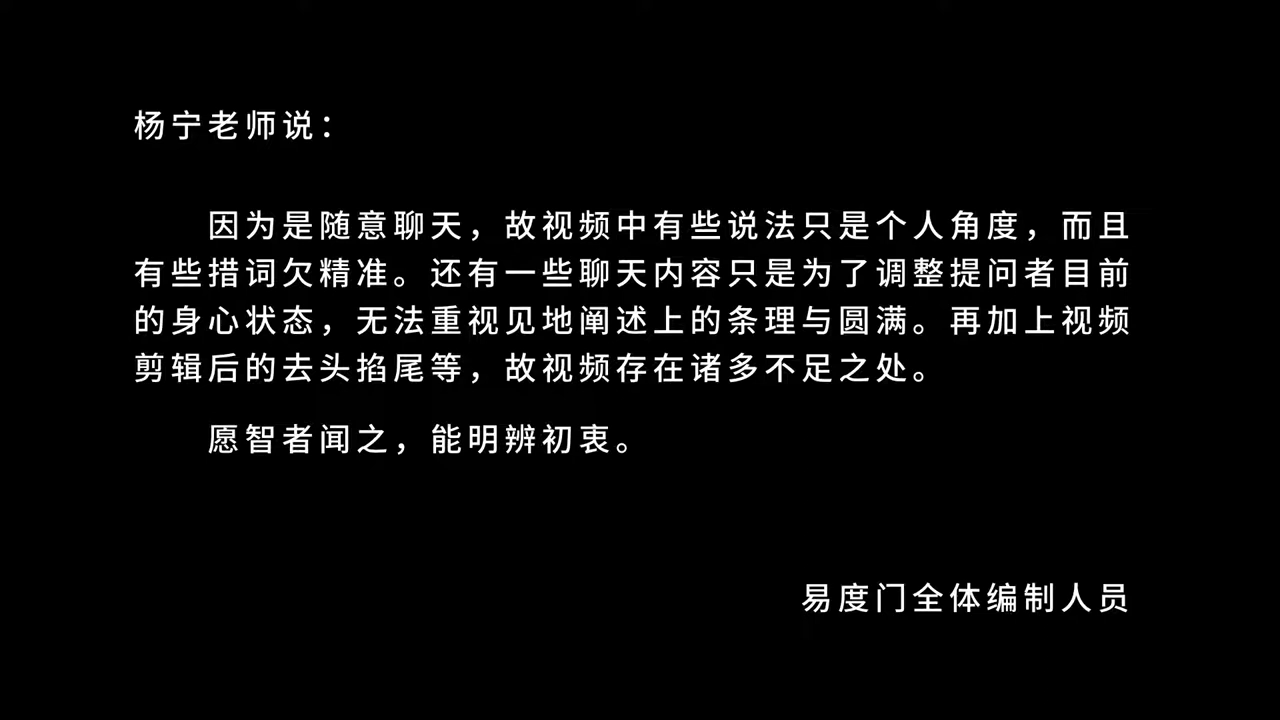 杨宁老师说：
因为是随意聊天，故视频中有些说法只是个人角度，而且
有些措词欠精准。还有一些聊天内容只是为了调整提问者目前
的身心状态，无法重视见地阐述上的条理与圆满。再加上视频
剪辑后的去头掐尾等，故视频存在诸多不足之处。
愿智者闻之，能明辨初衷。
易度门全体编制人员